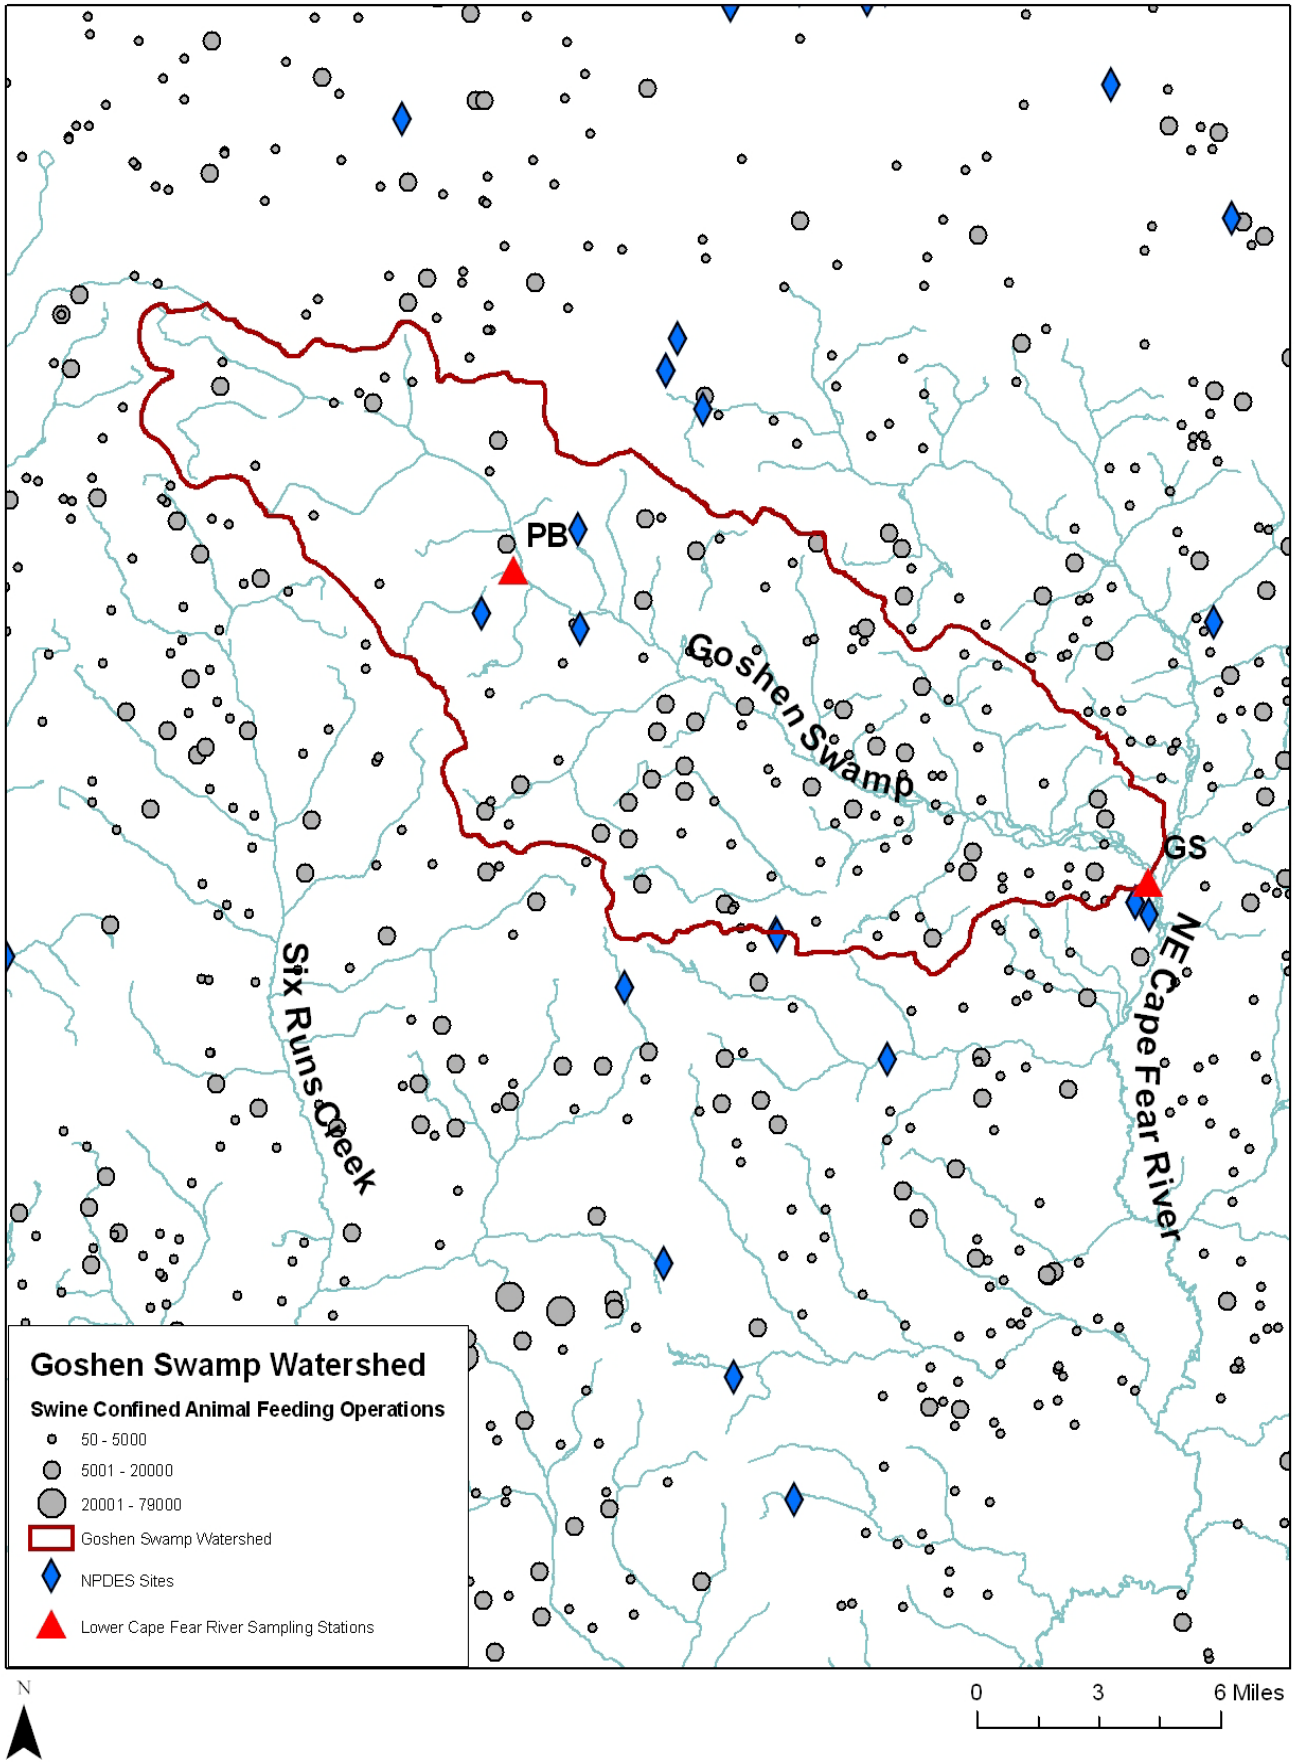 PB
Goshen Swamp
GS
NE Cape Fear River
Six Runs Creek
Goshen Swamp Watershed
Swine Confined Animal Feeding Operations
50 - 5000
5001 - 20000
20001 - 79000
Goshen Swamp Watershed
NPDES Sites
Lower Cape Fear River Sampling Stations
N
0 3 6 Miles